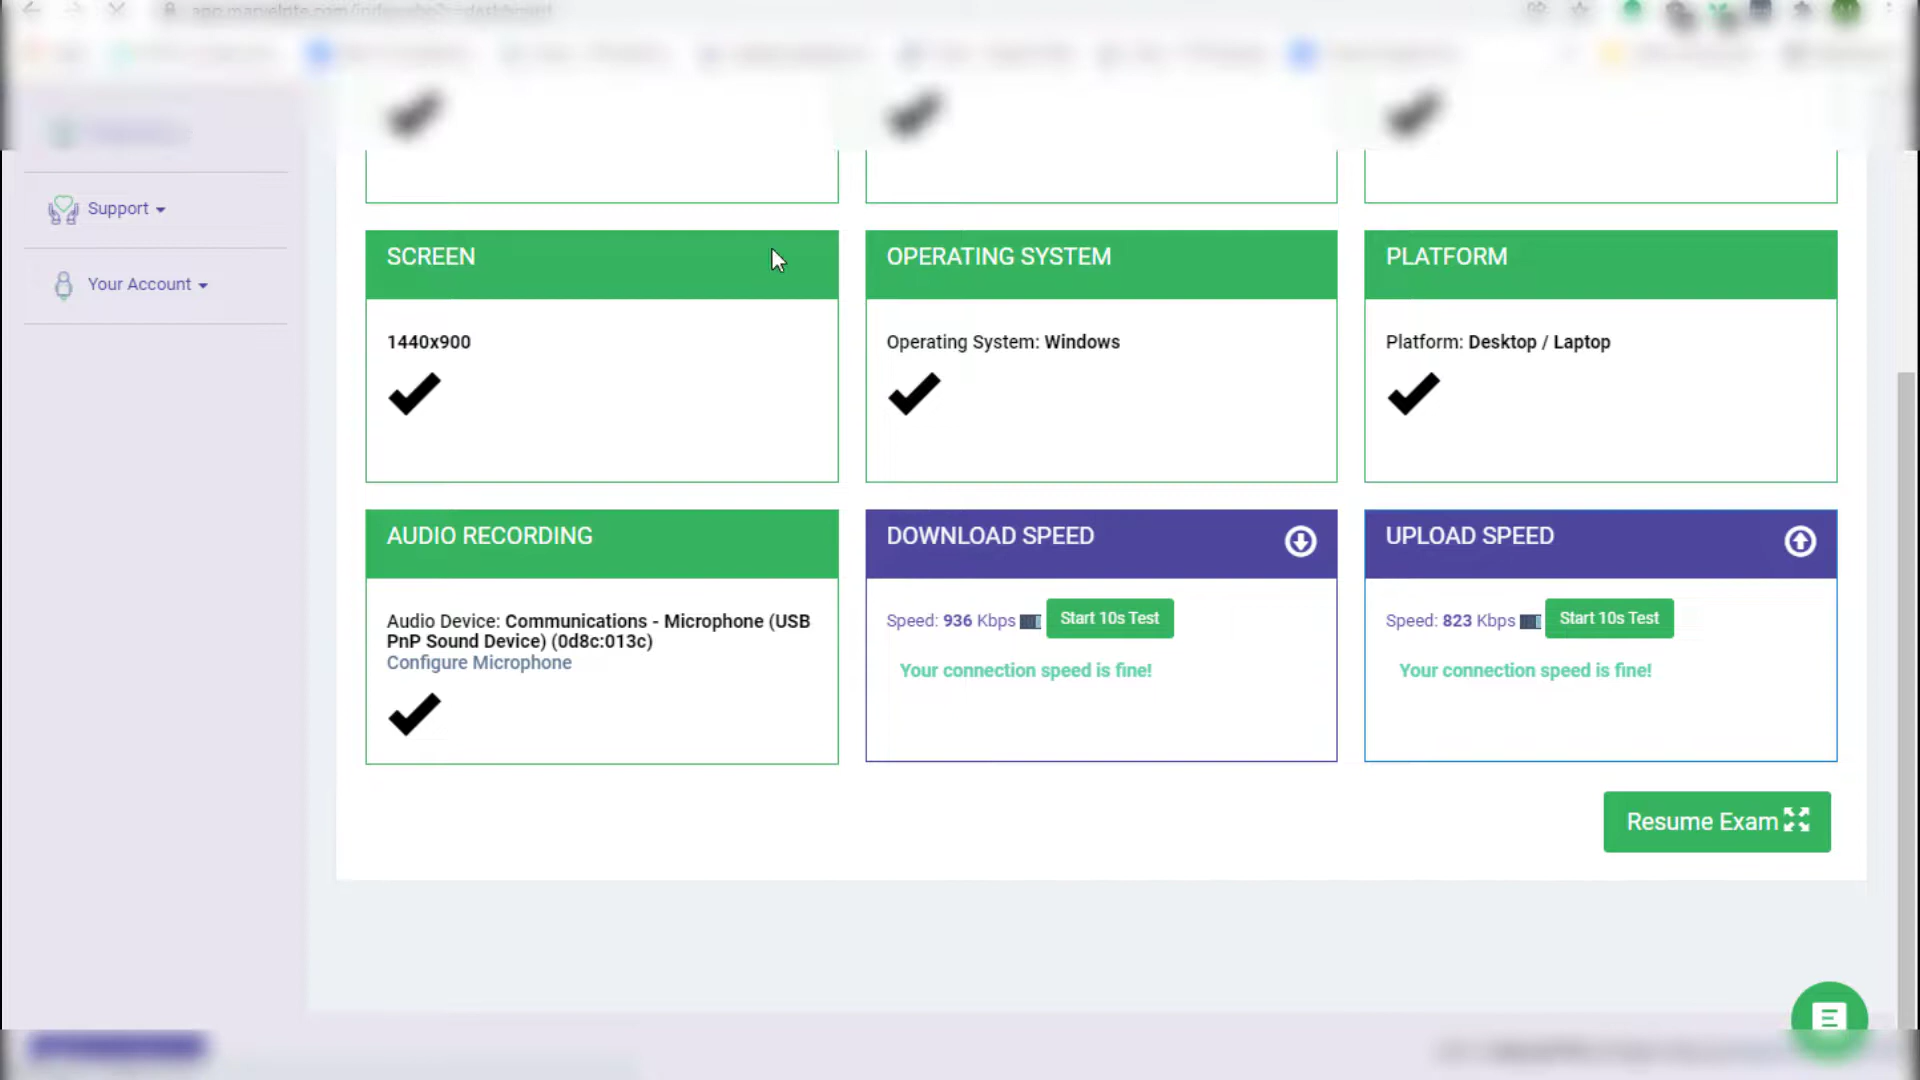 Support
Your Account
SCREEN
1440x900
OPERATING SYSTEM
Operating System: Windows
PLATFORM
Platform: Desktop / Laptop
AUDIO RECORDING
Audio Device: Communications - Microphone (USB
PnP Sound Device) (0d8c:013c)
Configure Microphone
DOWNLOAD SPEED
Speed: 936 Kbps Start 10s Test
Your connection speed is fine!
UPLOAD SPEED
Speed: 823 Kbps Start 10s Test
Your connection speed is fine!
Resume Exam